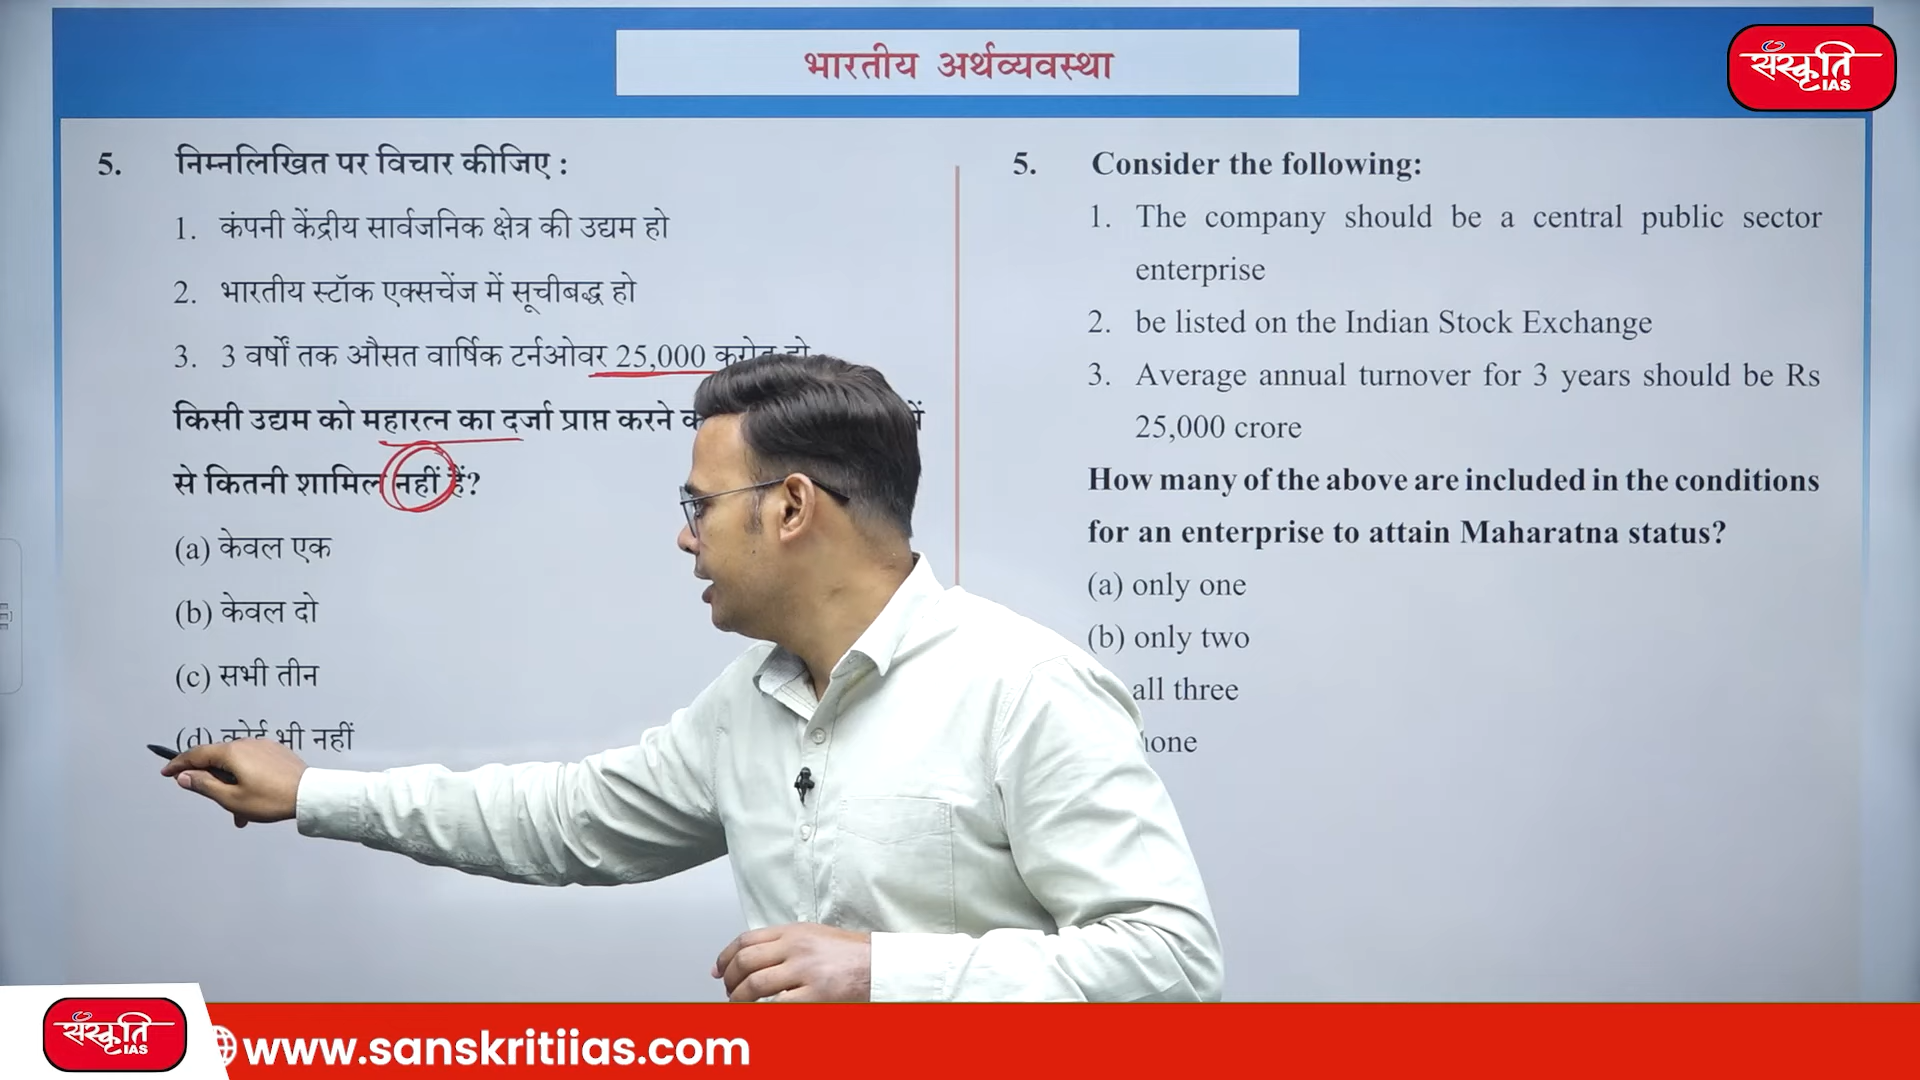 भारतीय अर्थव्यवस्था
संस्कृति
IAS
5. निम्नलिखित पर विचार कीजिए :
1. कंपनी केंद्रीय सार्वजनिक क्षेत्र की उद्यम हो
2. भारतीय स्टॉक एक्सचेंज में सूचीबद्ध हो
3. 3 वर्षों तक औसत वार्षिक टर्नओवर 25,000 करोड़ हो
किसी उद्यम को महारत्न का दर्जा प्राप्त करने
से कितनी शामिल नहीं हैं?
(a) केवल एक
(b) केवल दो
(c) सभी तीन
(d) कोई भी नहीं
5. Consider the following:
1. The company should be a central public sector
enterprise
2. be listed on the Indian Stock Exchange
3. Average annual turnover for 3 years should be Rs
25,000 crore
How many of the above are included in the conditions
for an enterprise to attain Maharatna status?
(a) only one
(b) only two
all three
none
संस्कृति
IAS
www.sanskritiias.com